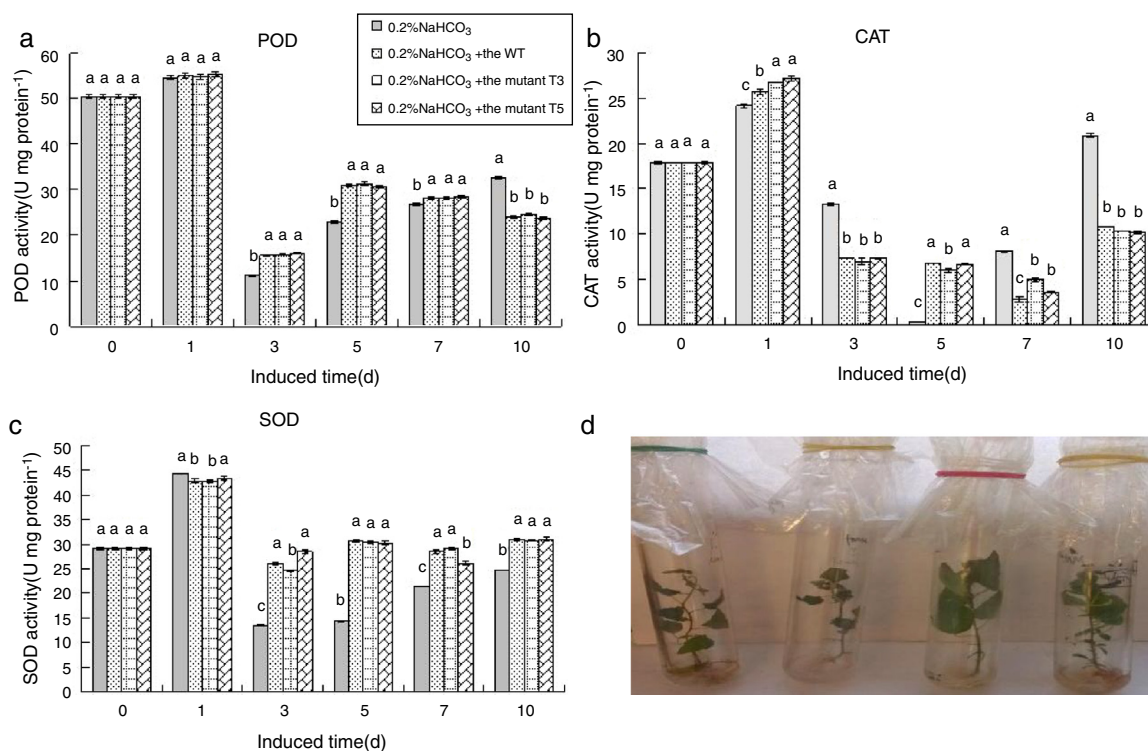 a
POD
POD activity(U mg protein-1)
60
50
40
30
20
10
0
a a a a
a a a a
b a a a
b a a a
b a a a
a b b b
0 1 3 5 7 10
Induced time(d)
0.2%NaHCO3
0.2%NaHCO3 +the WT
0.2%NaHCO3 +the mutant T3
0.2%NaHCO3 +the mutant T5
b
CAT
CAT activity(U mg protein-1)
30
25
20
15
10
5
0
a a a a
c b a a
a b b b
c a b a
a c b b
a b b b
0 1 3 5 7 10
Induced time(d)
c
SOD
SOD activity(U mg protein-1)
50
45
45
35
25
25
15
15
5
5
0
a a a a
a b b a
c a b a
b a a a
c a a b
b a a a
0 1 3 5 7 10
Induced time(d)
d